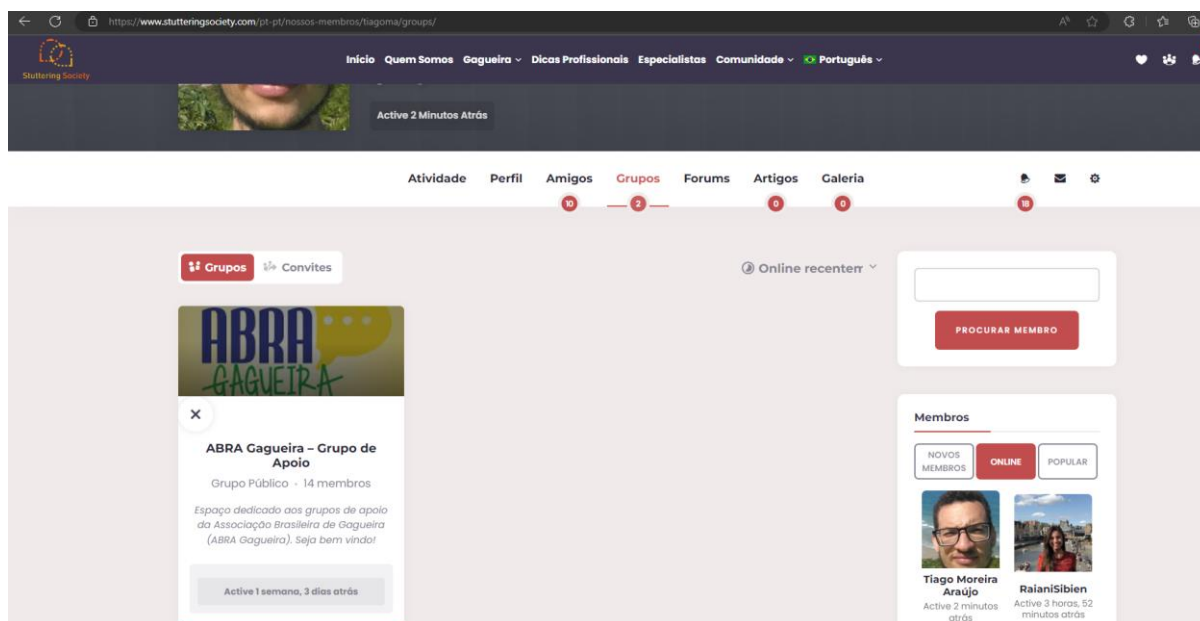 https://www.stutteringsociety.com/pt-pt/nossos-membros/tiagoma/groups/
Stuttering Society
Início Quem Somos Gagueira Dicas Profissionais Especialistas Comunidade Português
Active 2 Minutos Atrás
Atividade Perfil Amigos Grupos Forums Artigos Galeria
10 2 0 0 18
Grupos Convites
Online recentem
PROCURAR MEMBRO
ABRA
GAGUEIRA
ABRA Gagueira – Grupo de
Apoio
Grupo Público - 14 membros
Espaço dedicado aos grupos de apoio
da Associação Brasileira de Gagueira
(ABRA Gagueira). Seja bem vindo!
Active 1 semana, 3 dias atrás
Membros
NOVOS
MEMBROS
ONLINE
POPULAR
Tiago Moreira
Araújo
Active 2 minutos
atrás
RaianiSibien
Active 3 horas, 52
minutos atrás